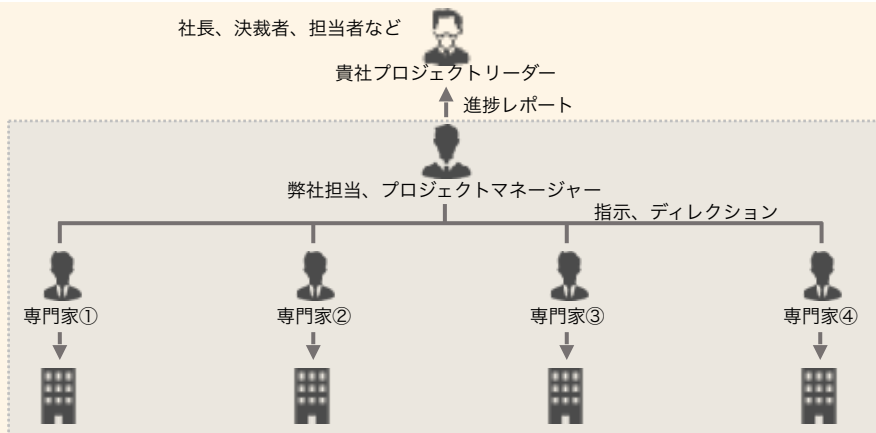 社長、決裁者、担当者など
貴社プロジェクトリーダー
進捗レポート
弊社担当、プロジェクトマネージャー
指示、ディレクション
専門家①
専門家②
専門家③
専門家④